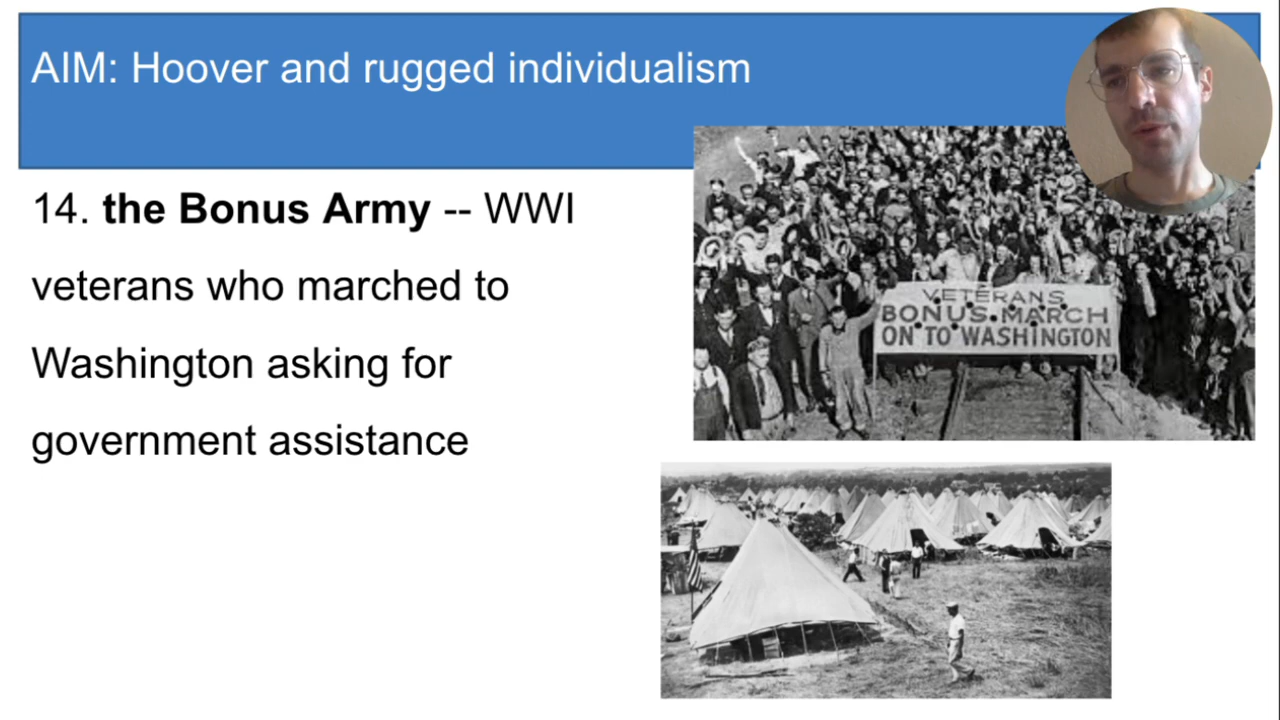 AIM: Hoover and rugged individualism
14. the Bonus Army -- WWI
veterans who marched to
Washington asking for
government assistance
VETERANS
BONUS MARCH
ON TO WASHINGTON